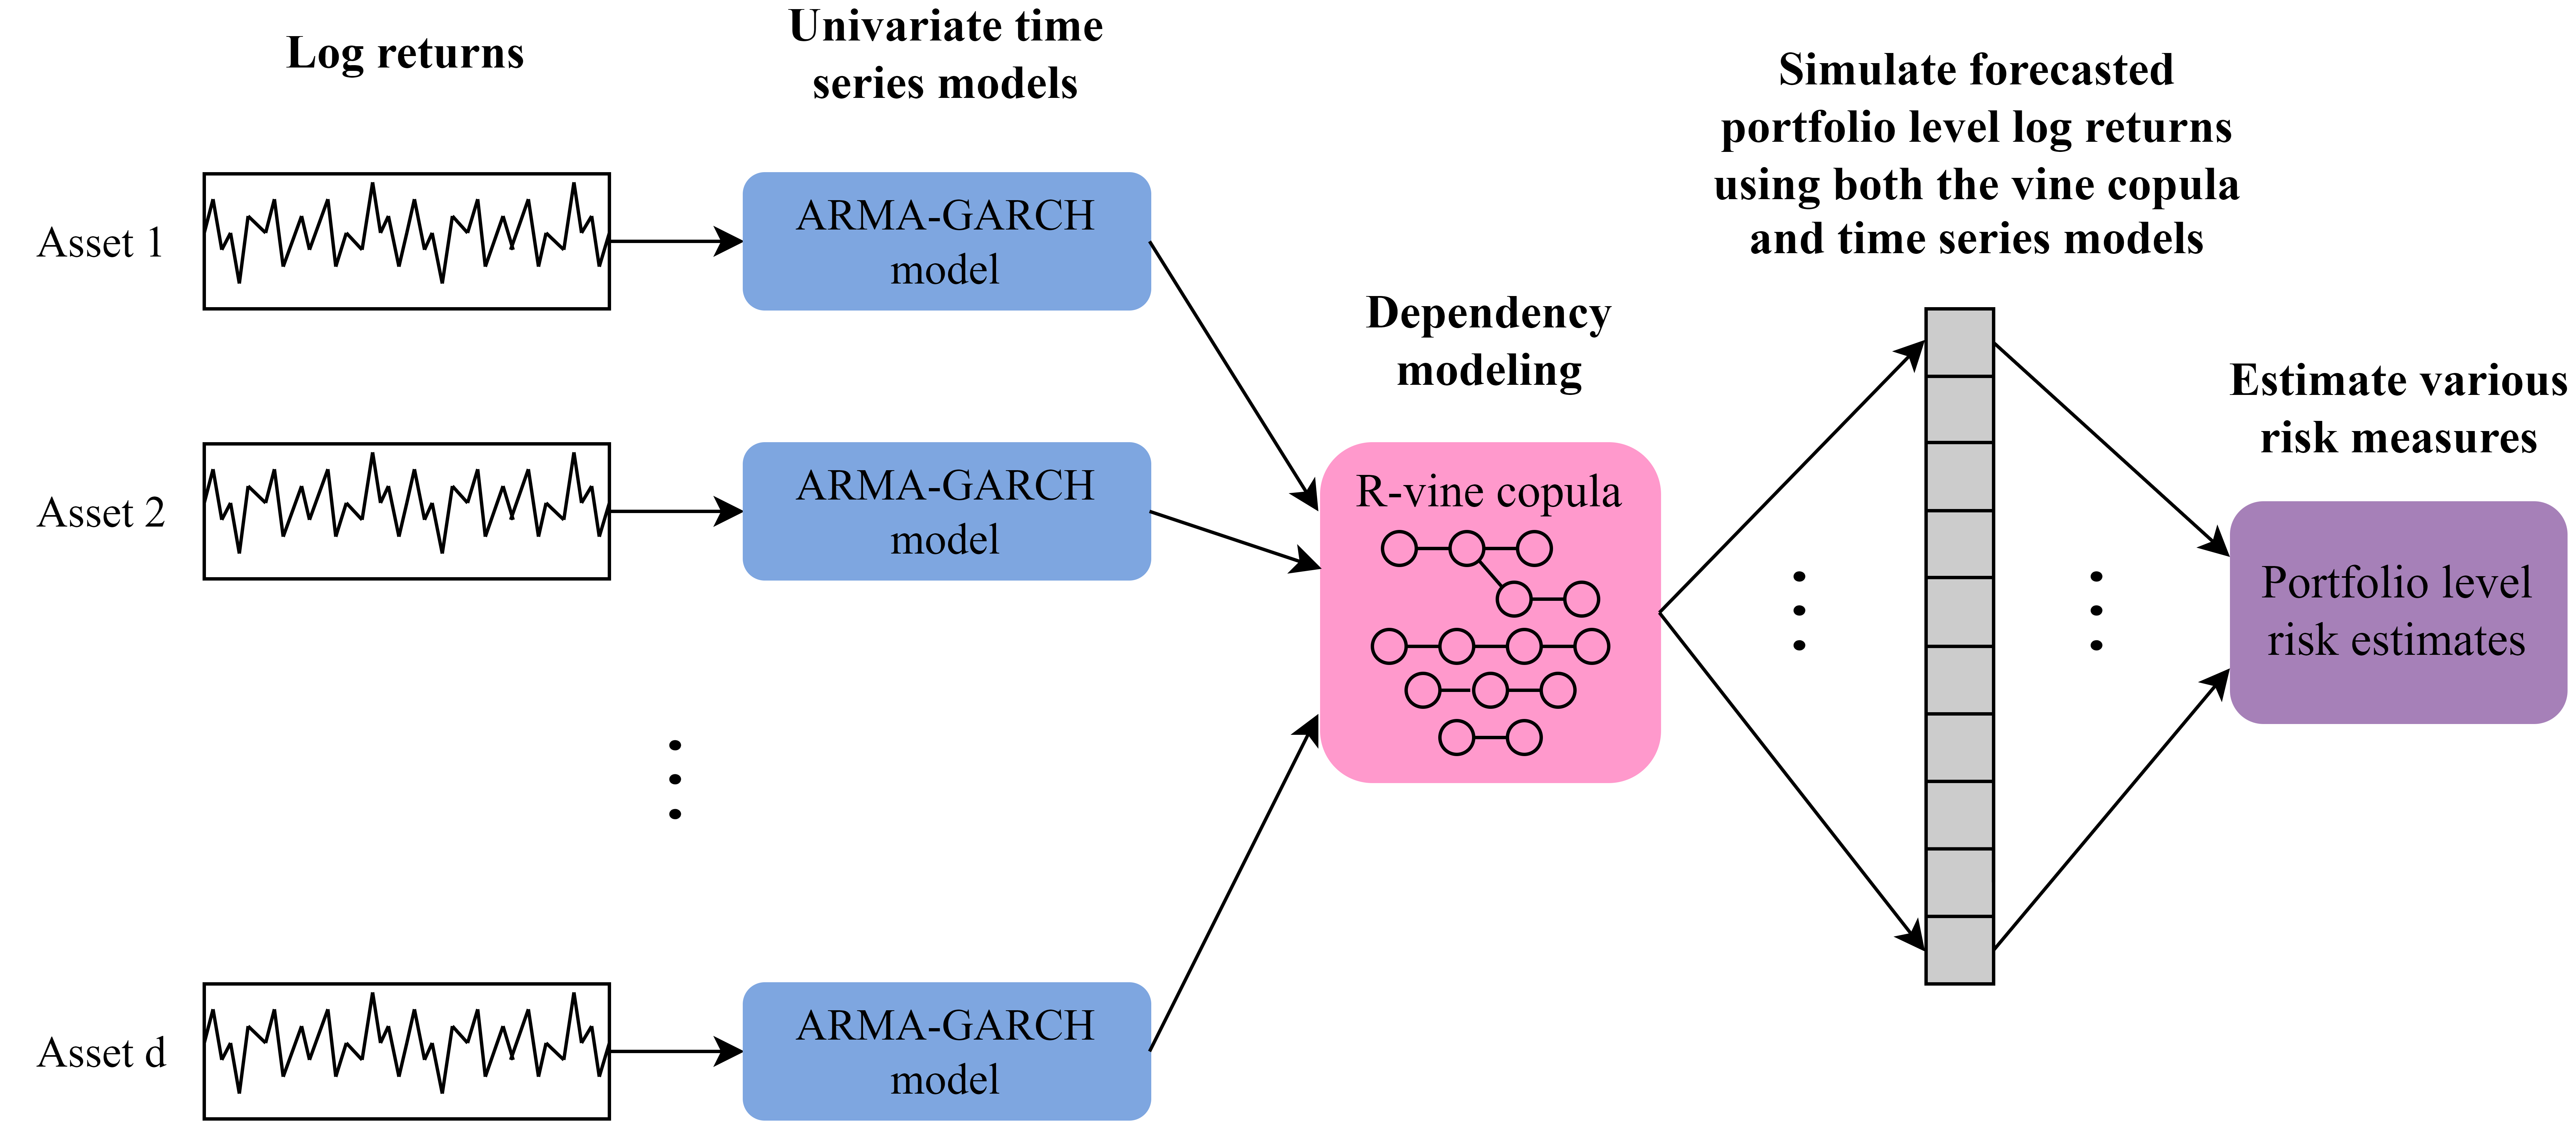 Log returns
Univariate time
series models
Simulate forecasted
portfolio level log returns
using both the vine copula
and time series models
Dependency
modeling
Estimate various
risk measures
Asset 1
ARMA-GARCH
model
Asset 2
ARMA-GARCH
model
Asset d
ARMA-GARCH
model
R-vine copula
Portfolio level
risk estimates